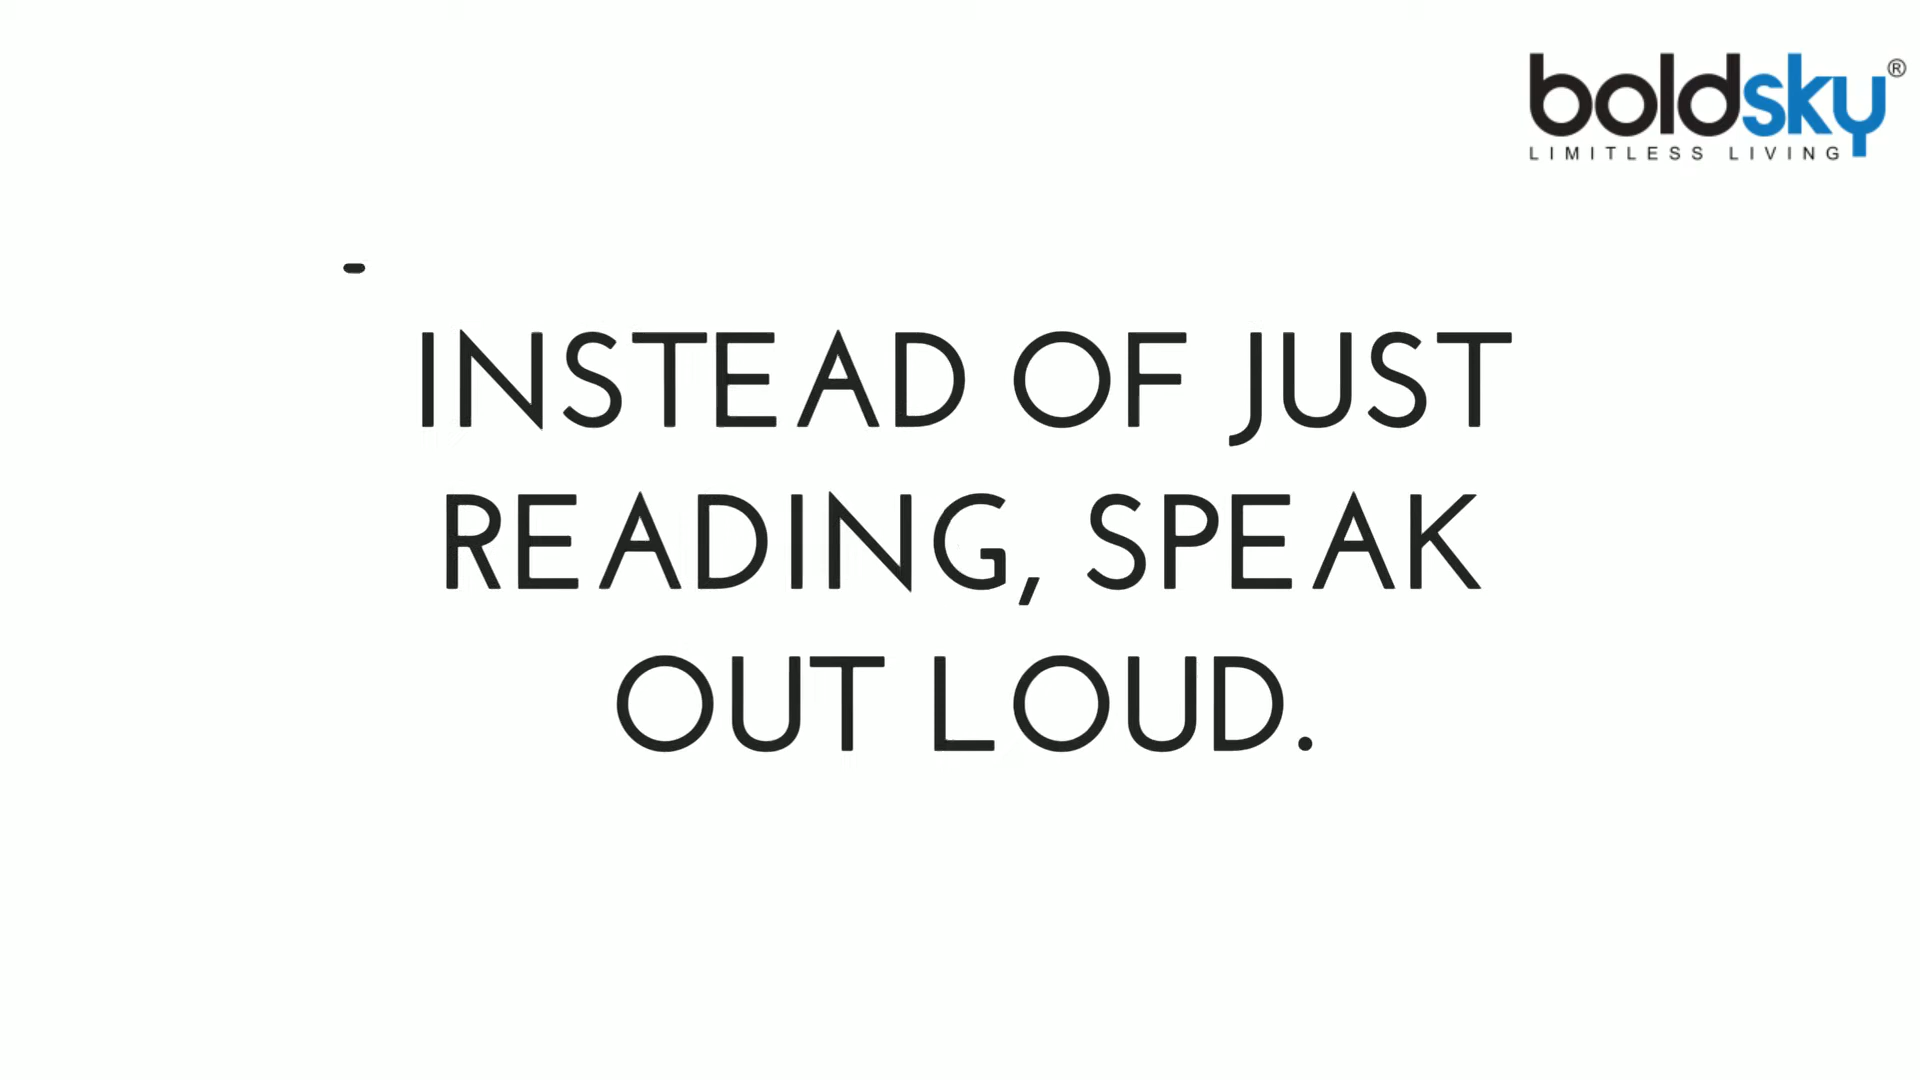 boldsky®
LIMITLESS LIVING
-
INSTEAD OF JUST
READING, SPEAK
OUT LOUD.